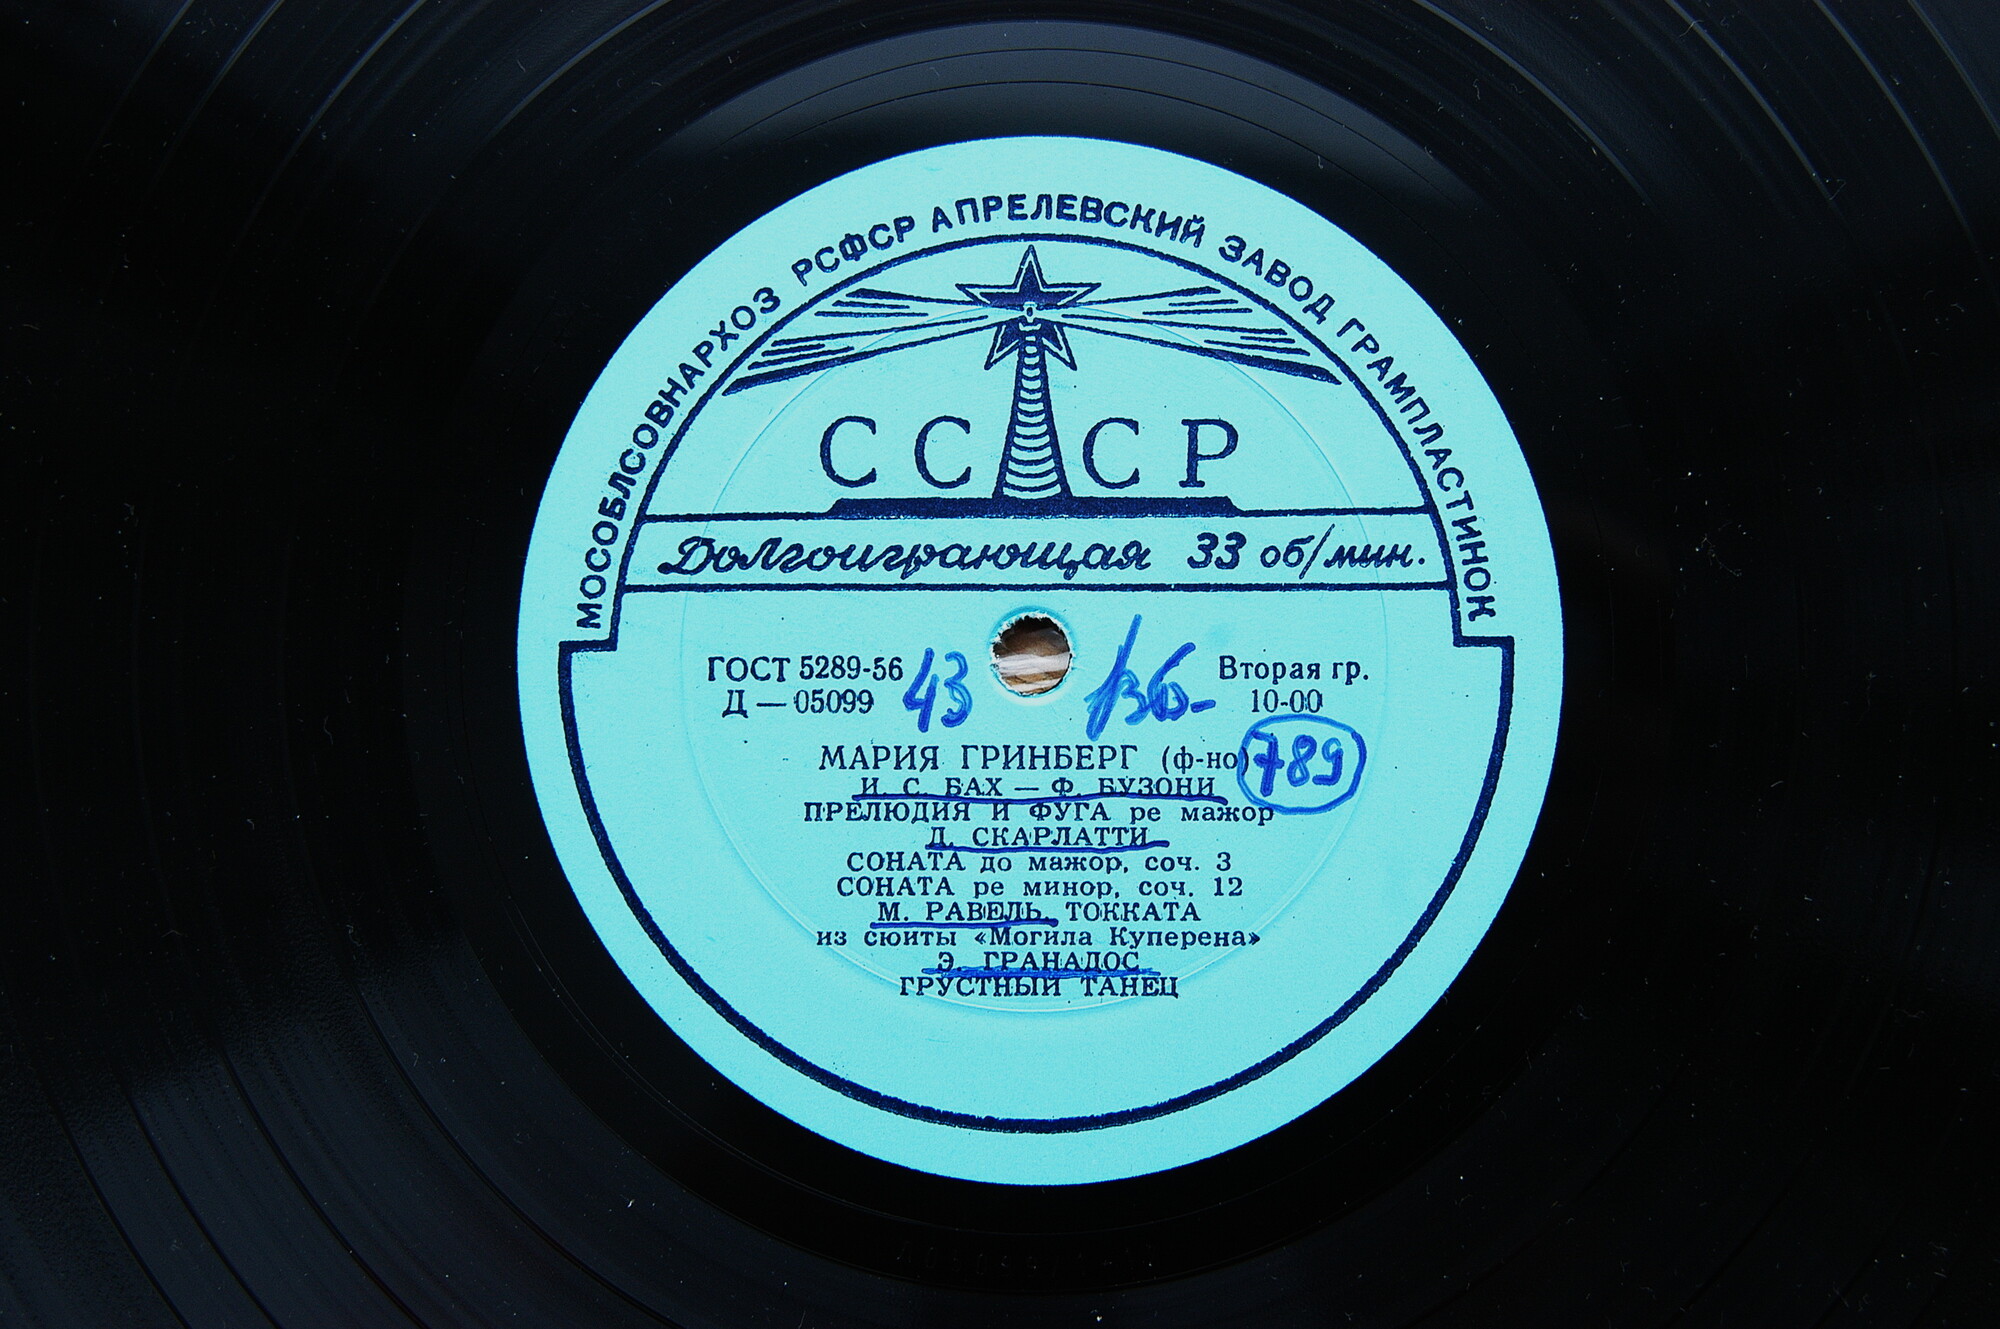 МОСОБЛСОВНАРХОЗ РСФСР АПРЕЛЕВСКИЙ ЗАВОД ГРАМПЛАСТИНОК
СССР
Долгоиграющая 33 об/мин.
ГОСТ 5289-56 43 Вторая гр.
Д — 05099 10-00
789
МАРИЯ ГРИНБЕРГ (ф-но)
И. С. БАХ — Ф. БУЗОНИ
ПРЕЛЮДИЯ И ФУГА ре мажор
Д. СКАРЛАТТИ
СОНАТА до мажор, соч. 3
СОНАТА ре минор, соч. 12
М. РАВЕЛЬ. ТОККАТА
из сюиты «Могила Куперена»
Э. ГРАНАДОС
ГРУСТНЫЙ ТАНЕЦ